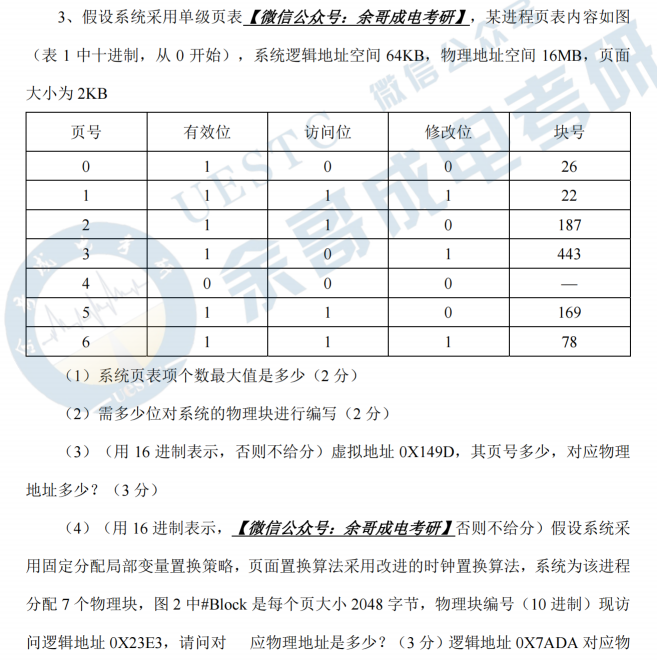 3、假设系统采用单级页表【微信公众号：余哥成电考研】，某进程页表内容如图
（表 1 中十进制，从 0 开始），系统逻辑地址空间 64KB，物理地址空间 16MB，页面
大小为 2KB
页号 有效位 访问位 修改位 块号
0 1 0 0 26
1 1 1 1 22
2 1 1 0 187
3 1 0 1 443
4 0 0 0 —
5 1 1 0 169
6 1 1 1 78
（1）系统页表项个数最大值是多少（2 分）
（2）需多少位对系统的物理块进行编写（2 分）
（3）（用 16 进制表示，否则不给分）虚拟地址 0X149D，其页号多少，对应物理
地址多少？（3 分）
（4）（用 16 进制表示，【微信公众号：余哥成电考研】否则不给分）假设系统采
用固定分配局部变量置换策略，页面置换算法采用改进的时钟置换算法，系统为该进程
分配 7 个物理块，图 2 中#Block 是每个页大小 2048 字节，物理块编号（10 进制）现访
问逻辑地址 0X23E3，请问对 应物理地址是多少？（3 分）逻辑地址 0X7ADA 对应物
微信公众号
余哥成电考研
UESTC